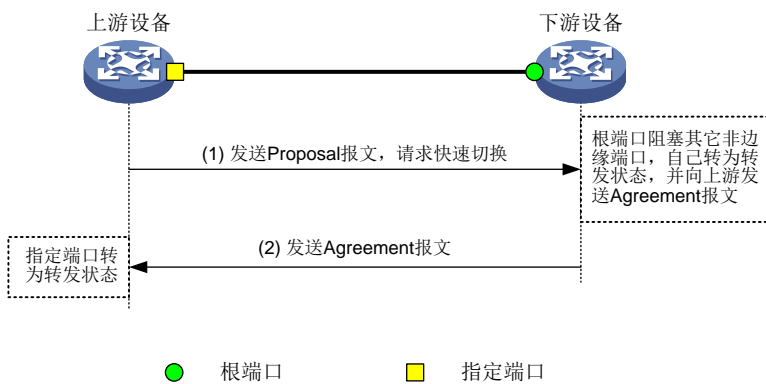 上游设备
下游设备
(1) 发送Proposal报文，请求快速切换
根端口阻塞其它非边
缘端口，自己转为转
发状态，并向上游发
送Agreement报文
(2) 发送Agreement报文
指定端口转
为转发状态
根端口
指定端口